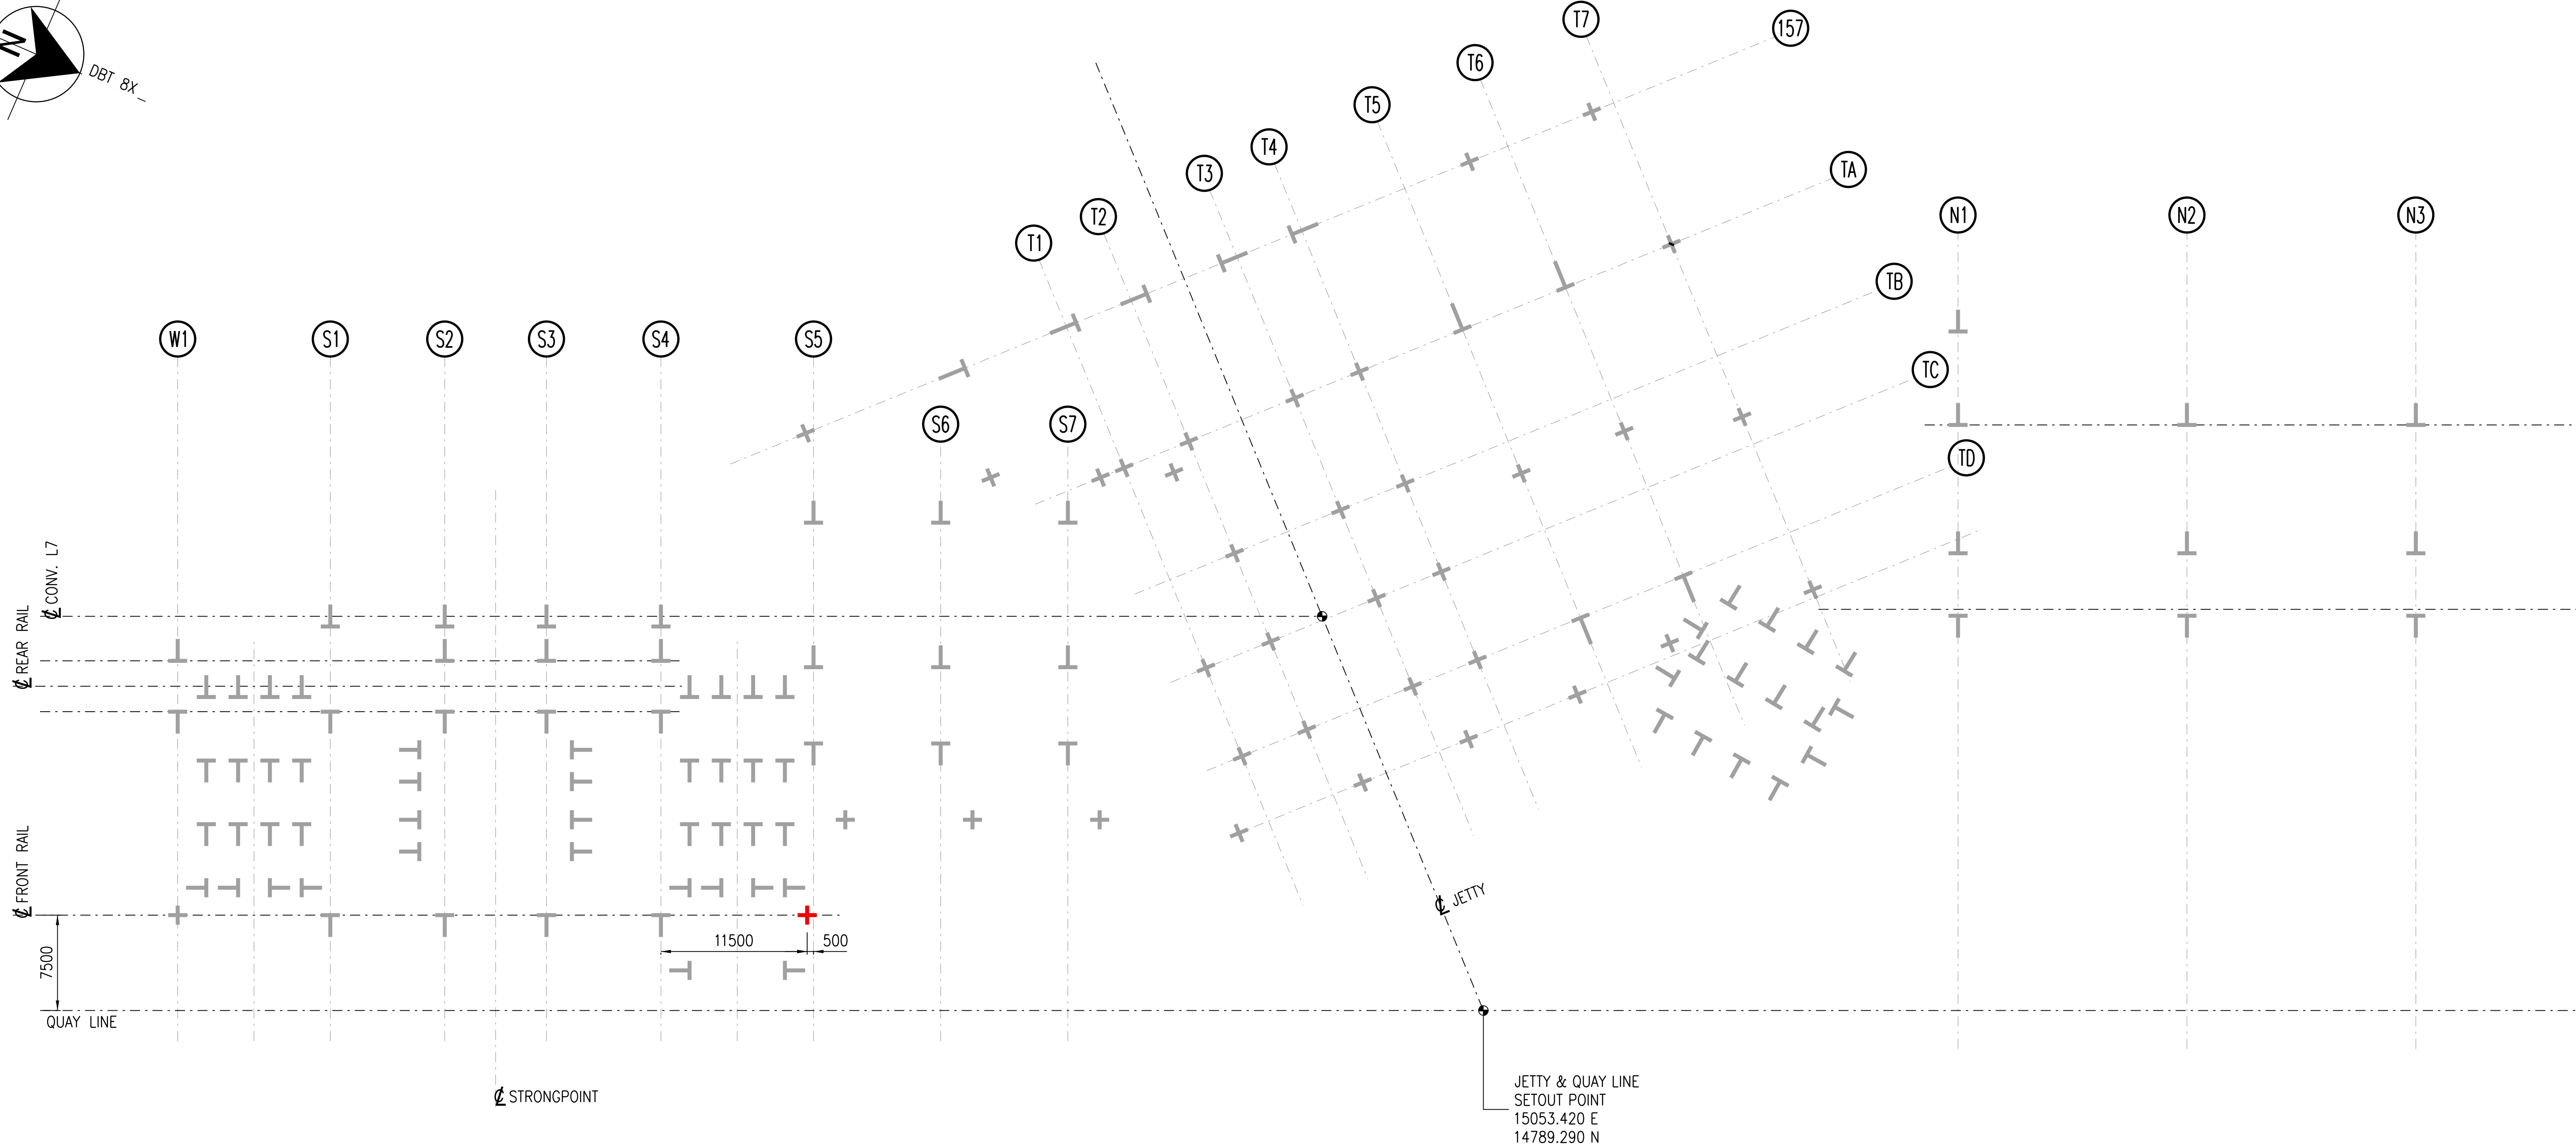 N
DBT 8X_
T7
157
T6
T5
T4
T3
T2
T1
TA
TB
TC
TD
N1
N2
N3
W1
S1
S2
S3
S4
S5
S6
S7
℄ CONV. L7
℄ REAR RAIL
℄ FRONT RAIL
7500
11500
500
QUAY LINE
℄ STRONGPOINT
℄ JETTY
JETTY & QUAY LINE
SETOUT POINT
15053.420 E
14789.290 N